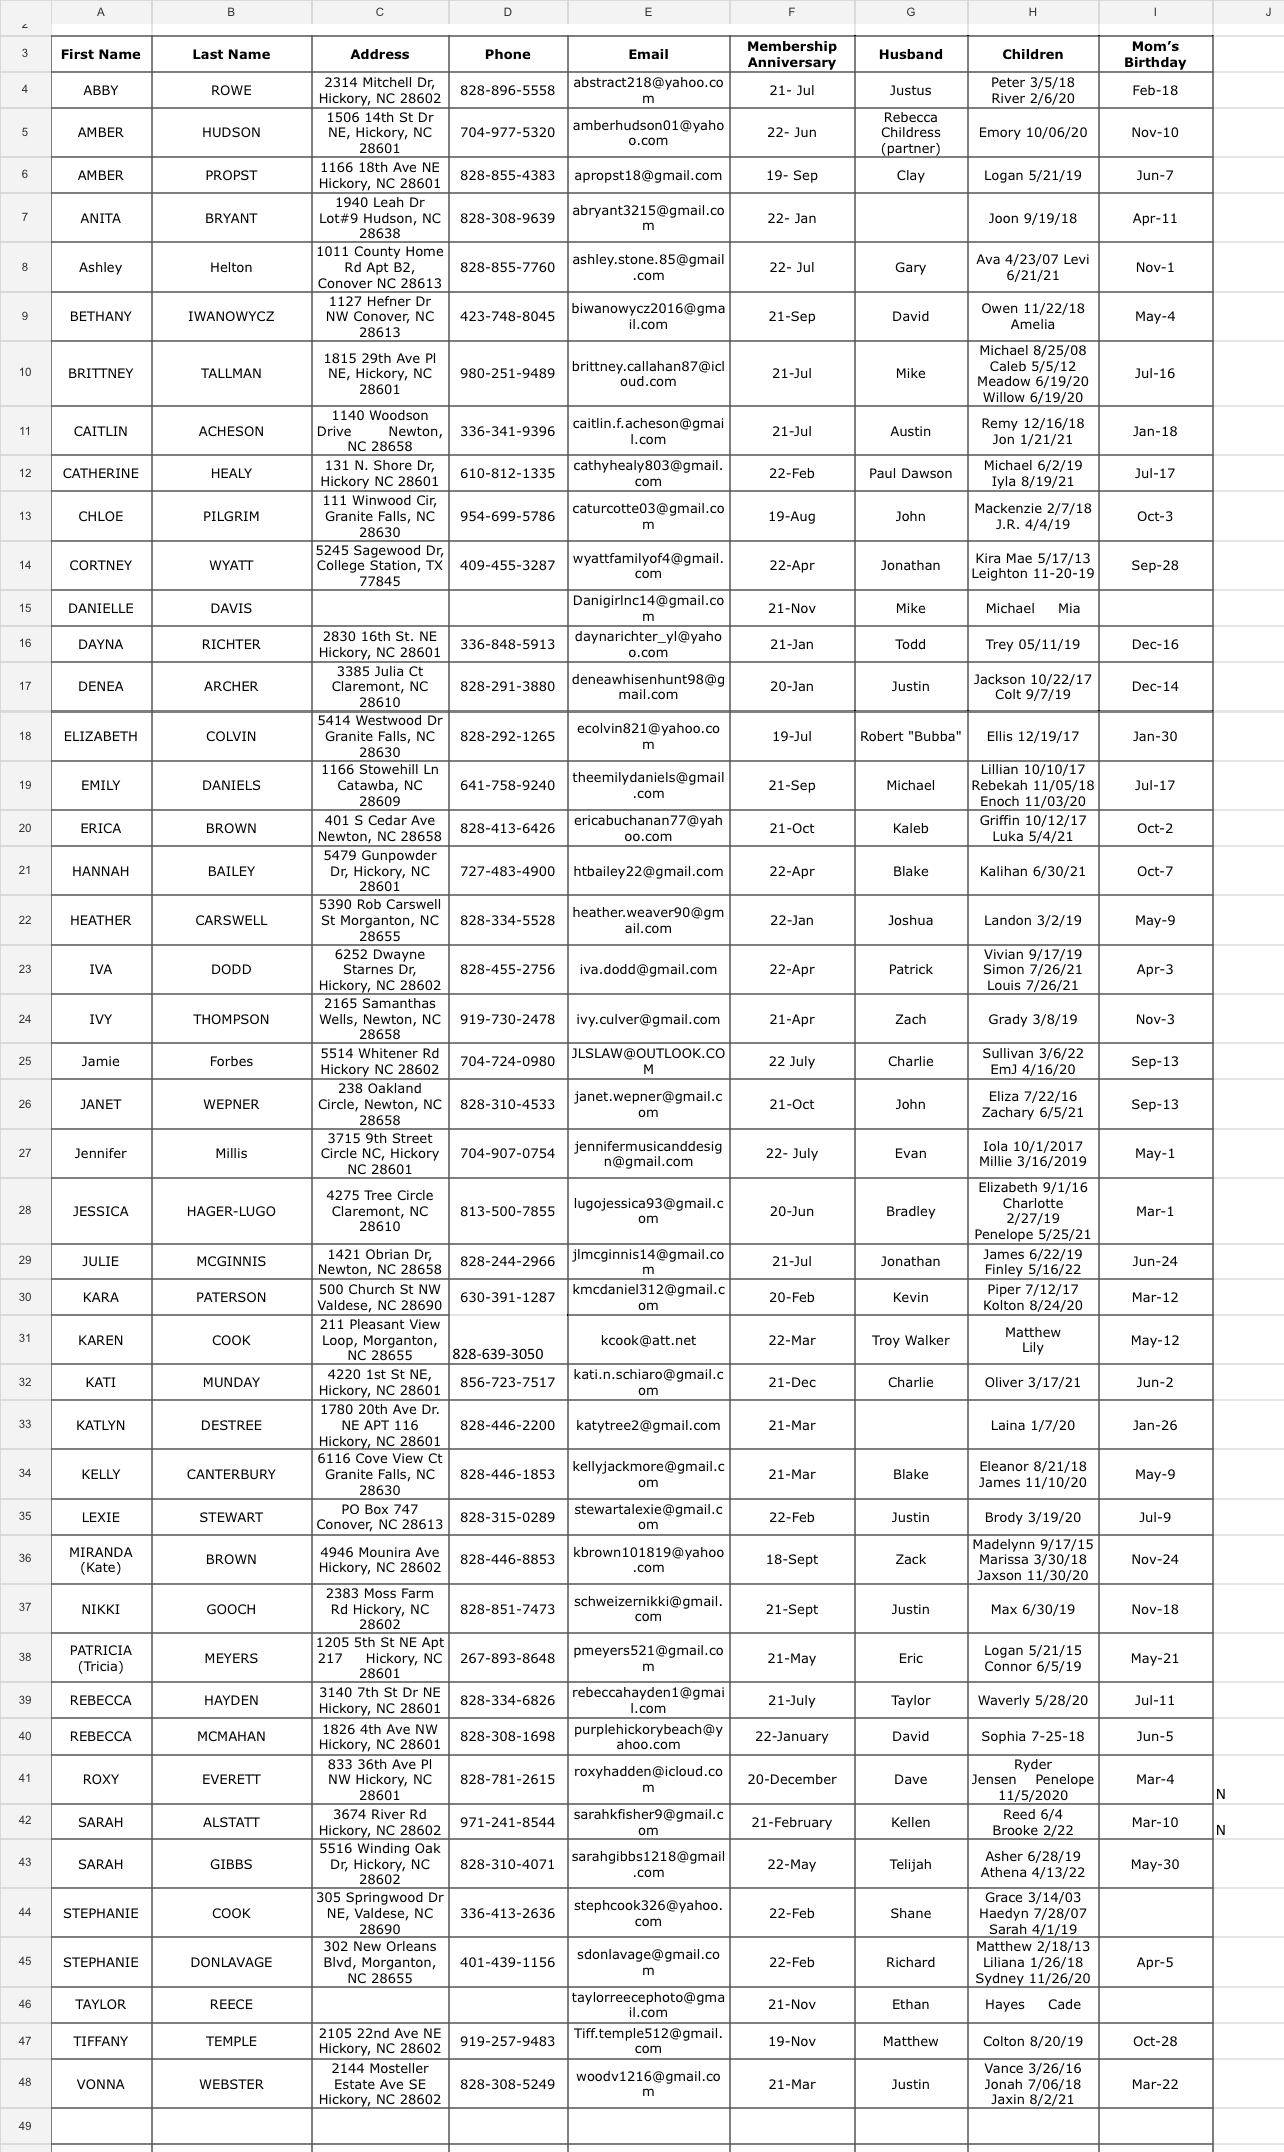 A B C D E F G H I J
2
3 First Name Last Name Address Phone Email Membership Anniversary Husband Children Mom's Birthday
4 ABBY ROWE 2314 Mitchell Dr, Hickory, NC 28602 828-896-5558 abstract218@yahoo.com 21- Jul Justus Peter 3/5/18 River 2/6/20 Feb-18
5 AMBER HUDSON 1506 14th St Dr NE, Hickory, NC 28601 704-977-5320 amberhudson01@yahoo.com 22- Jun Rebecca Childress (partner) Emory 10/06/20 Nov-10
6 AMBER PROPST 1166 18th Ave NE Hickory, NC 28601 828-855-4383 apropst18@gmail.com 19- Sep Clay Logan 5/21/19 Jun-7
7 ANITA BRYANT 1940 Leah Dr Lot#9 Hudson, NC 28638 828-308-9639 abryant3215@gmail.com 22- Jan Joon 9/19/18 Apr-11
8 Ashley Helton 1011 County Home Rd Apt B2, Conover NC 28613 828-855-7760 ashley.stone.85@gmail.com 22- Jul Gary Ava 4/23/07 Levi 6/21/21 Nov-1
9 BETHANY IWANOWYCZ 1127 Hefner Dr NW Conover, NC 28613 423-748-8045 biwanowycz2016@gmail.com 21-Sep David Owen 11/22/18 Amelia May-4
10 BRITTNEY TALLMAN 1815 29th Ave Pl NE, Hickory, NC 28601 980-251-9489 brittney.callahan87@icloud.com 21-Jul Mike Michael 8/25/08 Caleb 5/5/12 Meadow 6/19/20 Willow 6/19/20 Jul-16
11 CAITLIN ACHESON 1140 Woodson Drive Newton, NC 28658 336-341-9396 caitlin.f.acheson@gmail.com 21-Jul Austin Remy 12/16/18 Jon 1/21/21 Jan-18
12 CATHERINE HEALY 131 N. Shore Dr, Hickory NC 28601 610-812-1335 cathyhealy803@gmail.com 22-Feb Paul Dawson Michael 6/2/19 Iyla 8/19/21 Jul-17
13 CHLOE PILGRIM 111 Winwood Cir, Granite Falls, NC 28630 954-699-5786 caturcotte03@gmail.com 19-Aug John Mackenzie 2/7/18 J.R. 4/4/19 Oct-3
14 CORTNEY WYATT 5245 Sagewood Dr, College Station, TX 77845 409-455-3287 wyattfamilyof4@gmail.com 22-Apr Jonathan Kira Mae 5/17/13 Leighton 11-20-19 Sep-28
15 DANIELLE DAVIS Danigirlnc14@gmail.com 21-Nov Mike Michael Mia
16 DAYNA RICHTER 2830 16th St. NE Hickory, NC 28601 336-848-5913 daynarichter_yl@yahoo.com 21-Jan Todd Trey 05/11/19 Dec-16
17 DENEA ARCHER 3385 Julia Ct Claremont, NC 28610 828-291-3880 deneawhisenhunt98@gmail.com 20-Jan Justin Jackson 10/22/17 Colt 9/7/19 Dec-14
18 ELIZABETH COLVIN 5414 Westwood Dr Granite Falls, NC 28630 828-292-1265 ecolvin821@yahoo.com 19-Jul Robert "Bubba" Ellis 12/19/17 Jan-30
19 EMILY DANIELS 1166 Stowehill Ln Catawba, NC 28609 641-758-9240 theemilydaniels@gmail.com 21-Sep Michael Lillian 10/10/17 Rebekah 11/05/18 Enoch 11/03/20 Jul-17
20 ERICA BROWN 401 S Cedar Ave Newton, NC 28658 828-413-6426 ericabuchanan77@yahoo.com 21-Oct Kaleb Griffin 10/12/17 Luka 5/4/21 Oct-2
21 HANNAH BAILEY 5479 Gunpowder Dr, Hickory, NC 28601 727-483-4900 htbailey22@gmail.com 22-Apr Blake Kalihan 6/30/21 Oct-7
22 HEATHER CARSWELL 5390 Rob Carswell St Morganton, NC 28655 828-334-5528 heather.weaver90@gmail.com 22-Jan Joshua Landon 3/2/19 May-9
23 IVA DODD 6252 Dwayne Starnes Dr, Hickory, NC 28602 828-455-2756 iva.dodd@gmail.com 22-Apr Patrick Vivian 9/17/19 Simon 7/26/21 Louis 7/26/21 Apr-3
24 IVY THOMPSON 2165 Samanthas Wells, Newton, NC 28658 919-730-2478 ivy.culver@gmail.com 21-Apr Zach Grady 3/8/19 Nov-3
25 Jamie Forbes 5514 Whitener Rd Hickory NC 28602 704-724-0980 JLSLAW@OUTLOOK.COM 22 July Charlie Sullivan 3/6/22 EmJ 4/16/20 Sep-13
26 JANET WEPNER 238 Oakland Circle, Newton, NC 28658 828-310-4533 janet.wepner@gmail.com 21-Oct John Eliza 7/22/16 Zachary 6/5/21 Sep-13
27 Jennifer Millis 3715 9th Street Circle NC, Hickory NC 28601 704-907-0754 jennifermusicanddesign@gmail.com 22- July Evan Iola 10/1/2017 Millie 3/16/2019 May-1
28 JESSICA HAGER-LUGO 4275 Tree Circle Claremont, NC 28610 813-500-7855 lugojessica93@gmail.com 20-Jun Bradley Elizabeth 9/1/16 Charlotte 2/27/19 Penelope 5/25/21 Mar-1
29 JULIE MCGINNIS 1421 Obrian Dr, Newton, NC 28658 828-244-2966 jlmcginnis14@gmail.com 21-Jul Jonathan James 6/22/19 Finley 5/16/22 Jun-24
30 KARA PATERSON 500 Church St NW Valdese, NC 28690 630-391-1287 kmcdaniel312@gmail.com 20-Feb Kevin Piper 7/12/17 Kolton 8/24/20 Mar-12
31 KAREN COOK 211 Pleasant View Loop, Morganton, NC 28655 828-639-3050 kcook@att.net 22-Mar Troy Walker Matthew Lily May-12
32 KATI MUNDAY 4220 1st St NE, Hickory, NC 28601 856-723-7517 kati.n.schiaro@gmail.com 21-Dec Charlie Oliver 3/17/21 Jun-2
33 KATLYN DESTREE 1780 20th Ave Dr. NE APT 116 Hickory, NC 28601 828-446-2200 katytree2@gmail.com 21-Mar Laina 1/7/20 Jan-26
34 KELLY CANTERBURY 6116 Cove View Ct Granite Falls, NC 28630 828-446-1853 kellyjackmore@gmail.com 21-Mar Blake Eleanor 8/21/18 James 11/10/20 May-9
35 LEXIE STEWART PO Box 747 Conover, NC 28613 828-315-0289 stewartalexie@gmail.com 22-Feb Justin Brody 3/19/20 Jul-9
36 MIRANDA (Kate) BROWN 4946 Mounira Ave Hickory, NC 28602 828-446-8853 kbrown101819@yahoo.com 18-Sept Zack Madelynn 9/17/15 Marissa 3/30/18 Jaxson 11/30/20 Nov-24
37 NIKKI GOOCH 2383 Moss Farm Rd Hickory, NC 28602 828-851-7473 schweizernikki@gmail.com 21-Sept Justin Max 6/30/19 Nov-18
38 PATRICIA (Tricia) MEYERS 1205 5th St NE Apt 217 Hickory, NC 28601 267-893-8648 pmeyers521@gmail.com 21-May Eric Logan 5/21/15 Connor 6/5/19 May-21
39 REBECCA HAYDEN 3140 7th St Dr NE Hickory, NC 28601 828-334-6826 rebeccahayden1@gmail.com 21-July Taylor Waverly 5/28/20 Jul-11
40 REBECCA MCMAHAN 1826 4th Ave NW Hickory, NC 28601 828-308-1698 purplehickorybeach@yahoo.com 22-January David Sophia 7-25-18 Jun-5
41 ROXY EVERETT 833 36th Ave Pl NW Hickory, NC 28601 828-781-2615 roxyhadden@icloud.com 20-December Dave Ryder Jensen Penelope 11/5/2020 Mar-4 N
42 SARAH ALSTATT 3674 River Rd Hickory, NC 28602 971-241-8544 sarahkfisher9@gmail.com 21-February Kellen Reed 6/4 Brooke 2/22 Mar-10 N
43 SARAH GIBBS 5516 Winding Oak Dr, Hickory, NC 28602 828-310-4071 sarahgibbs1218@gmail.com 22-May Telijah Asher 6/28/19 Athena 4/13/22 May-30
44 STEPHANIE COOK 305 Springwood Dr NE, Valdese, NC 28690 336-413-2636 stephcook326@yahoo.com 22-Feb Shane Grace 3/14/03 Haedyn 7/28/07 Sarah 4/1/19
45 STEPHANIE DONLAVAGE 302 New Orleans Blvd, Morganton, NC 28655 401-439-1156 sdonlavage@gmail.com 22-Feb Richard Matthew 2/18/13 Liliana 1/26/18 Sydney 11/26/20 Apr-5
46 TAYLOR REECE taylorreecephoto@gmail.com 21-Nov Ethan Hayes Cade
47 TIFFANY TEMPLE 2105 22nd Ave NE Hickory, NC 28602 919-257-9483 Tiff.temple512@gmail.com 19-Nov Matthew Colton 8/20/19 Oct-28
48 VONNA WEBSTER 2144 Mosteller Estate Ave SE Hickory, NC 28602 828-308-5249 woodv1216@gmail.com 21-Mar Justin Vance 3/26/16 Jonah 7/06/18 Jaxin 8/2/21 Mar-22
49